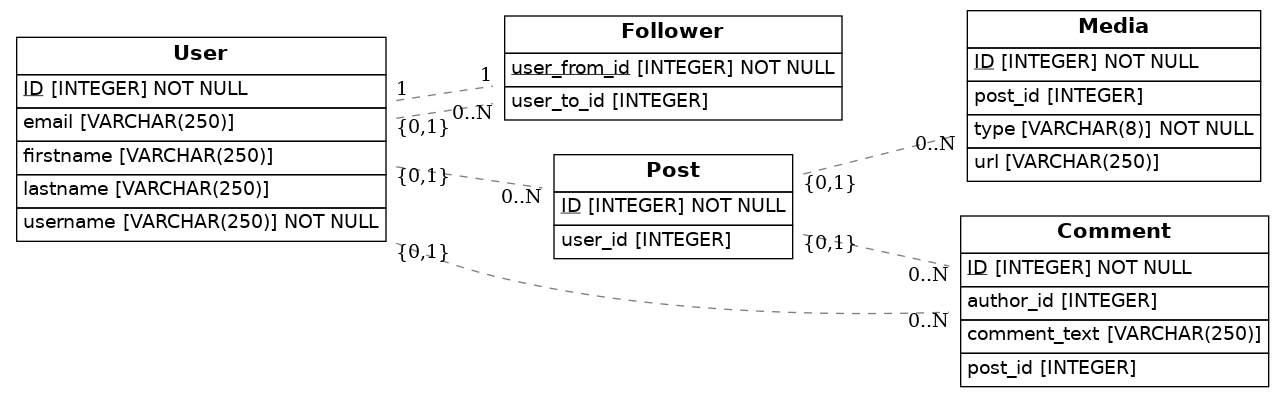 User
ID [INTEGER] NOT NULL
email [VARCHAR(250)]
firstname [VARCHAR(250)]
lastname [VARCHAR(250)]
username [VARCHAR(250)] NOT NULL
1
1
{0,1}
0..N
{0,1}
0..N
{0,1}
0..N
Follower
user_from_id [INTEGER] NOT NULL
user_to_id [INTEGER]
Post
ID [INTEGER] NOT NULL
user_id [INTEGER]
{0,1}
0..N
{0,1}
0..N
Media
ID [INTEGER] NOT NULL
post_id [INTEGER]
type [VARCHAR(8)] NOT NULL
url [VARCHAR(250)]
Comment
ID [INTEGER] NOT NULL
author_id [INTEGER]
comment_text [VARCHAR(250)]
post_id [INTEGER]